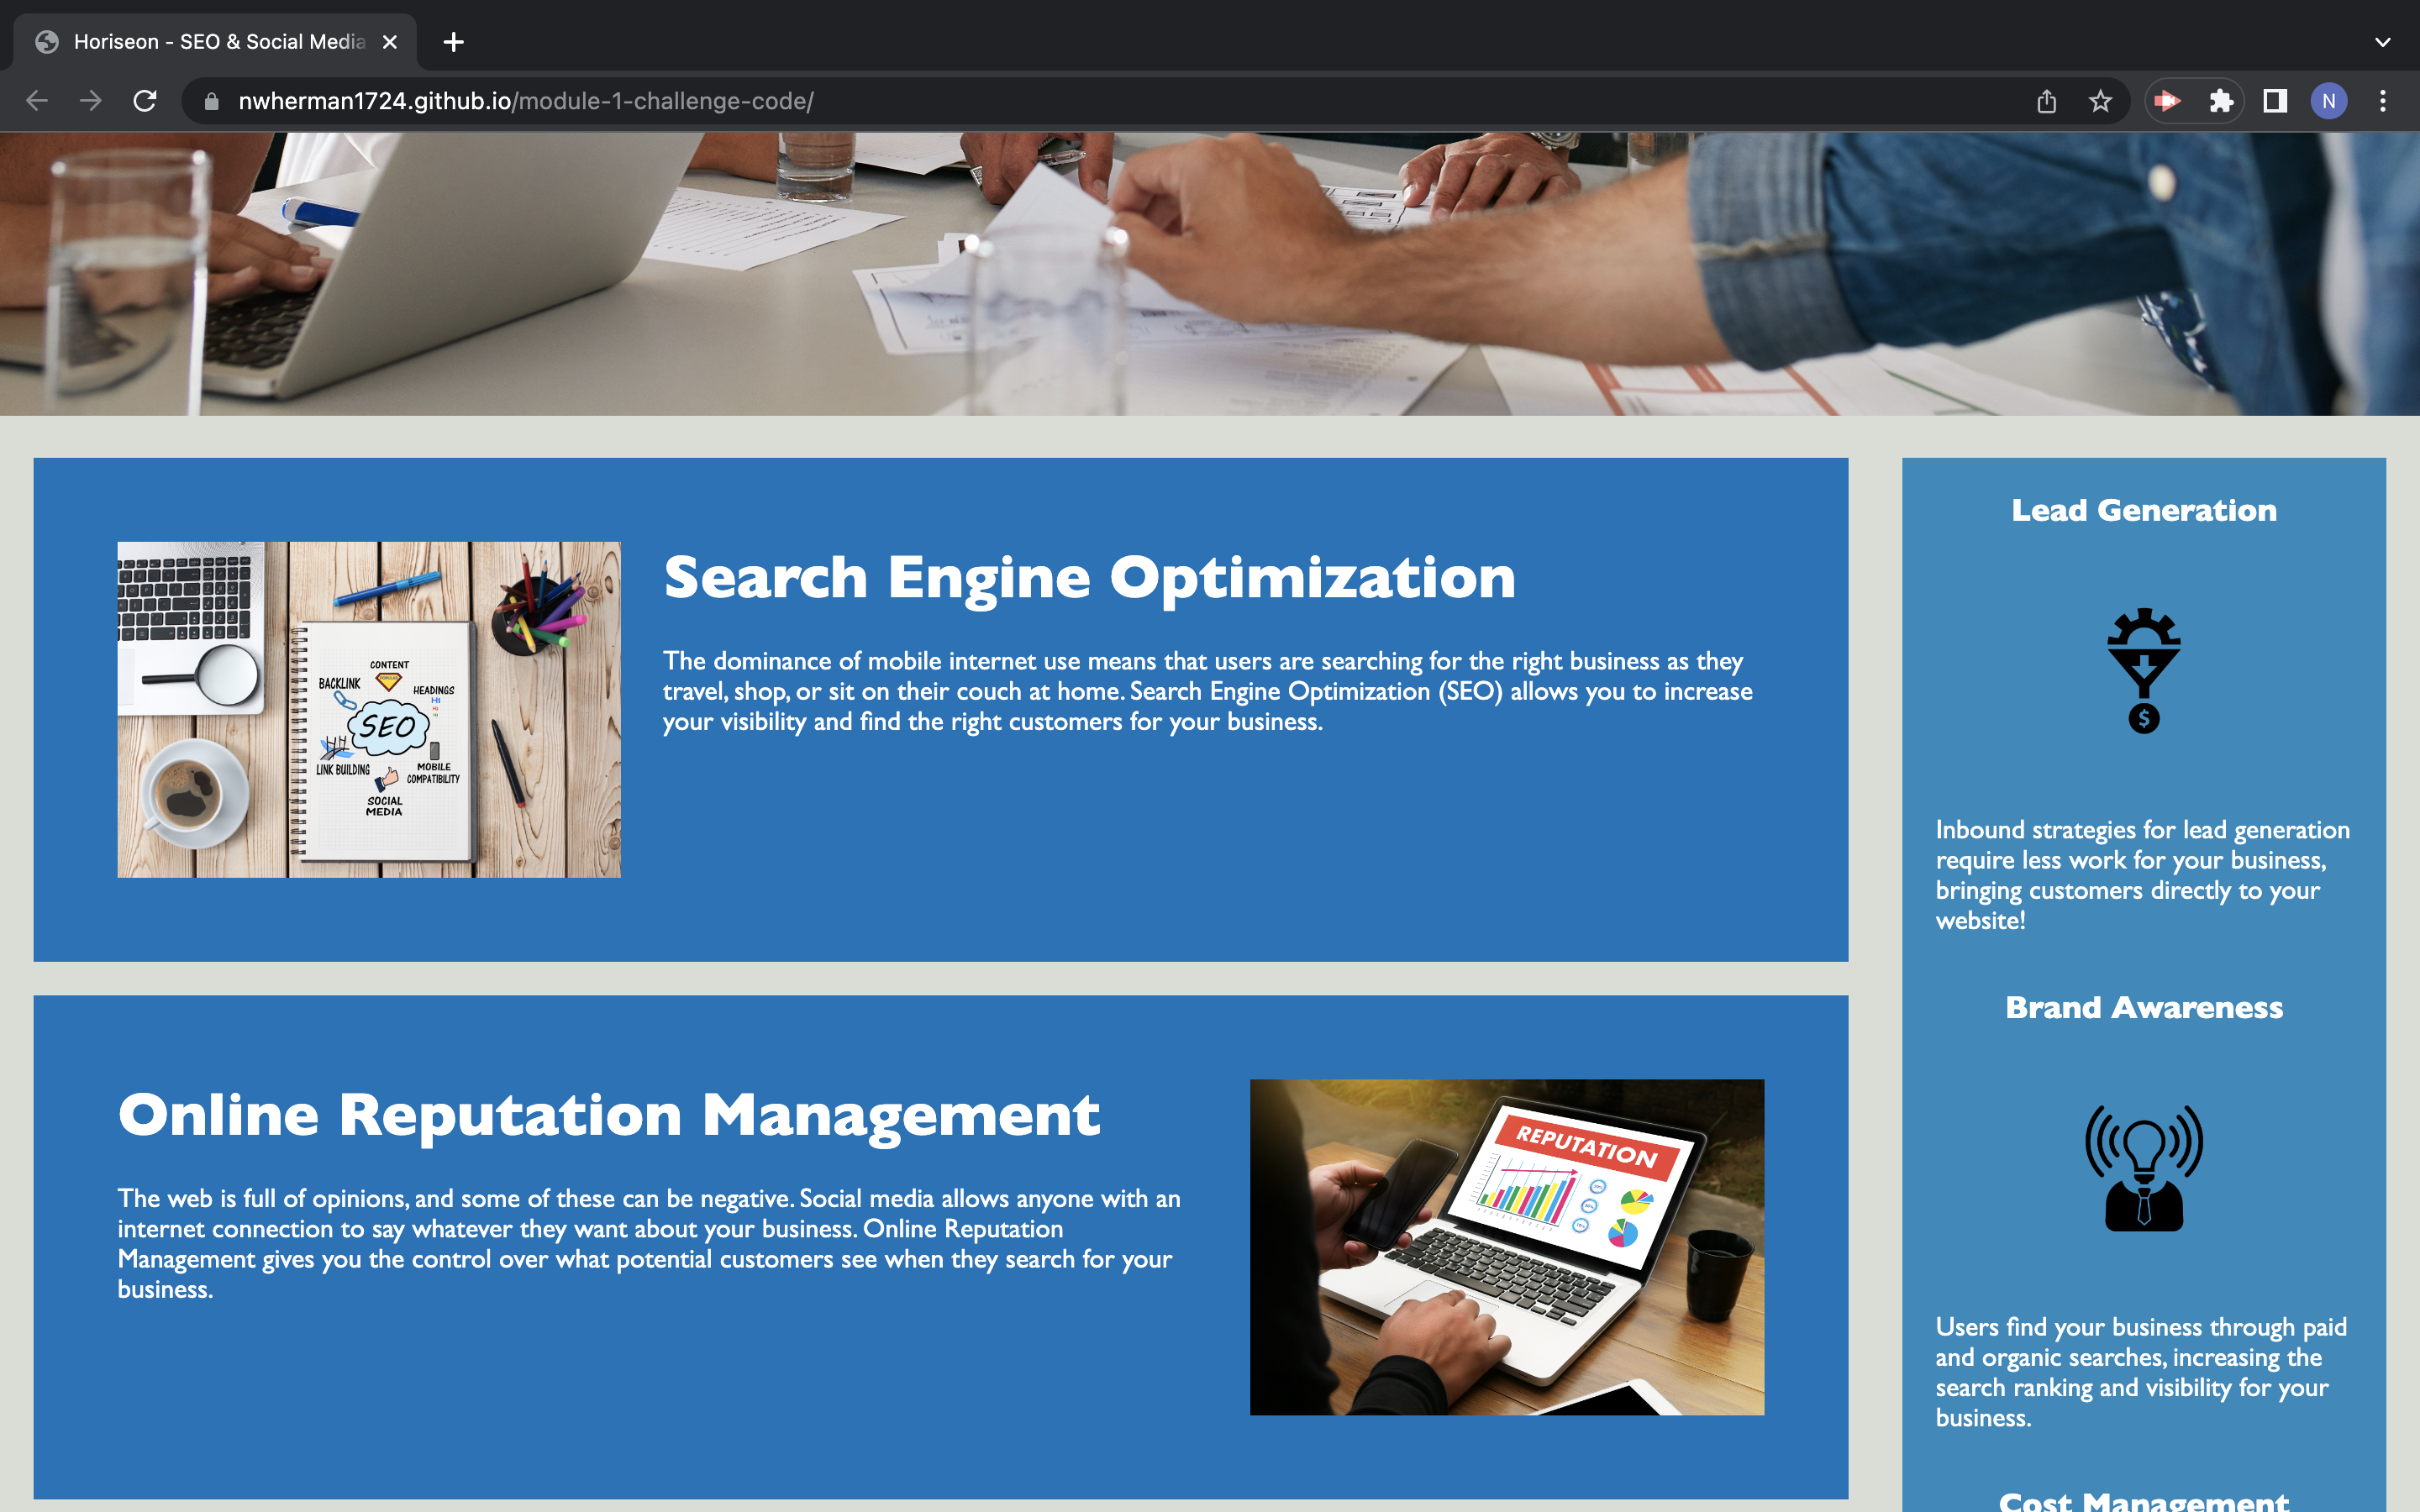 Horiseon - SEO & Social Media
nwherman1724.github.io/module-1-challenge-code/
N
Search Engine Optimization
The dominance of mobile internet use means that users are searching for the right business as they
travel, shop, or sit on their couch at home. Search Engine Optimization (SEO) allows you to increase
your visibility and find the right customers for your business.
CONTENT
BACKLINK
HEADINGS
H1
SEO
LINK BUILDING
MOBILE
COMPATIBILITY
SOCIAL
MEDIA
Online Reputation Management
The web is full of opinions, and some of these can be negative. Social media allows anyone with an
internet connection to say whatever they want about your business. Online Reputation
Management gives you the control over what potential customers see when they search for your
business.
REPUTATION
Lead Generation
$
Inbound strategies for lead generation
require less work for your business,
bringing customers directly to your
website!
Brand Awareness
Users find your business through paid
and organic searches, increasing the
search ranking and visibility for your
business.
Cost Management